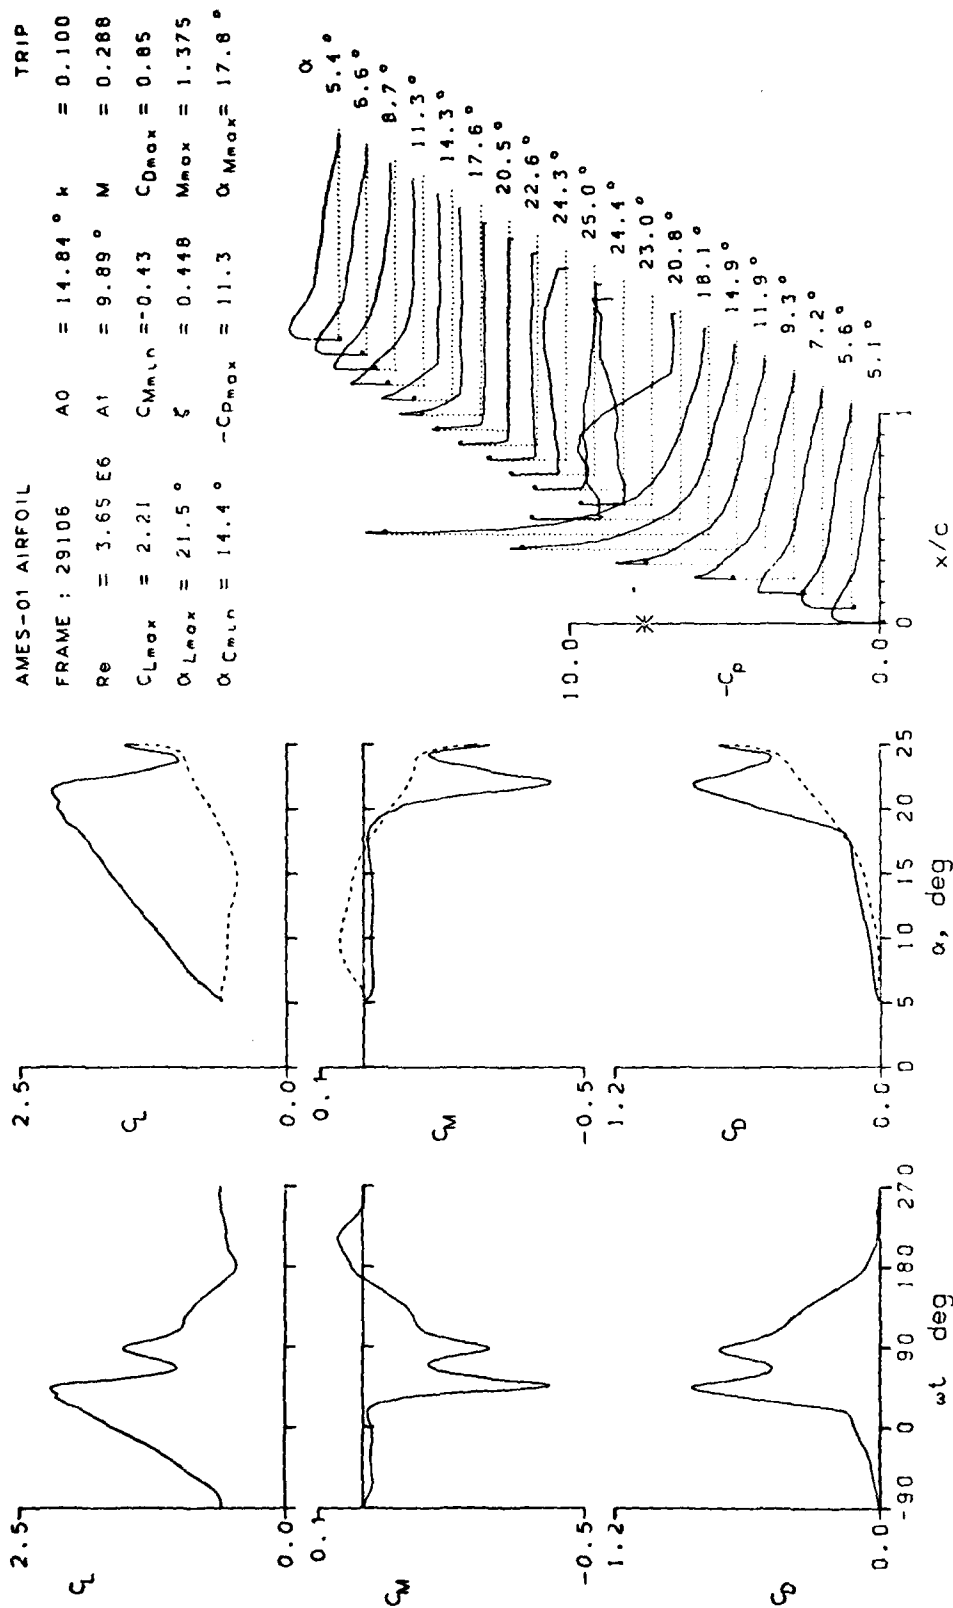 AMES-01 AIRFOIL TRIP
FRAME: 29106 A0 = 14.84° k = 0.100
Re = 3.65 E6 A1 = 9.89° M = 0.288
CLmax = 2.21 CMmin =-0.43 CDmax = 0.85
αLmax = 21.5° ζ = 0.448 Mmax = 1.375
αCmin = 14.4° -CPmax = 11.3 αMmax= 17.8°
2.5
CL
0.0
0.1
CM
-0.5
1.2
CD
0.0
-90 0 90 180 270
ωt deg
2.5
CL
0.0
0.1
CM
-0.5
1.2
CD
0.0
0 5 10 15 20 25
α, deg
α
5.4°
6.6°
8.7°
11.3°
14.3°
17.6°
20.5°
22.6°
24.3°
25.0°
24.4°
23.0°
20.8°
18.1°
14.9°
11.9°
9.3°
7.2°
5.6°
5.1°
10.0
-Cp
0.0
0 1
x/c